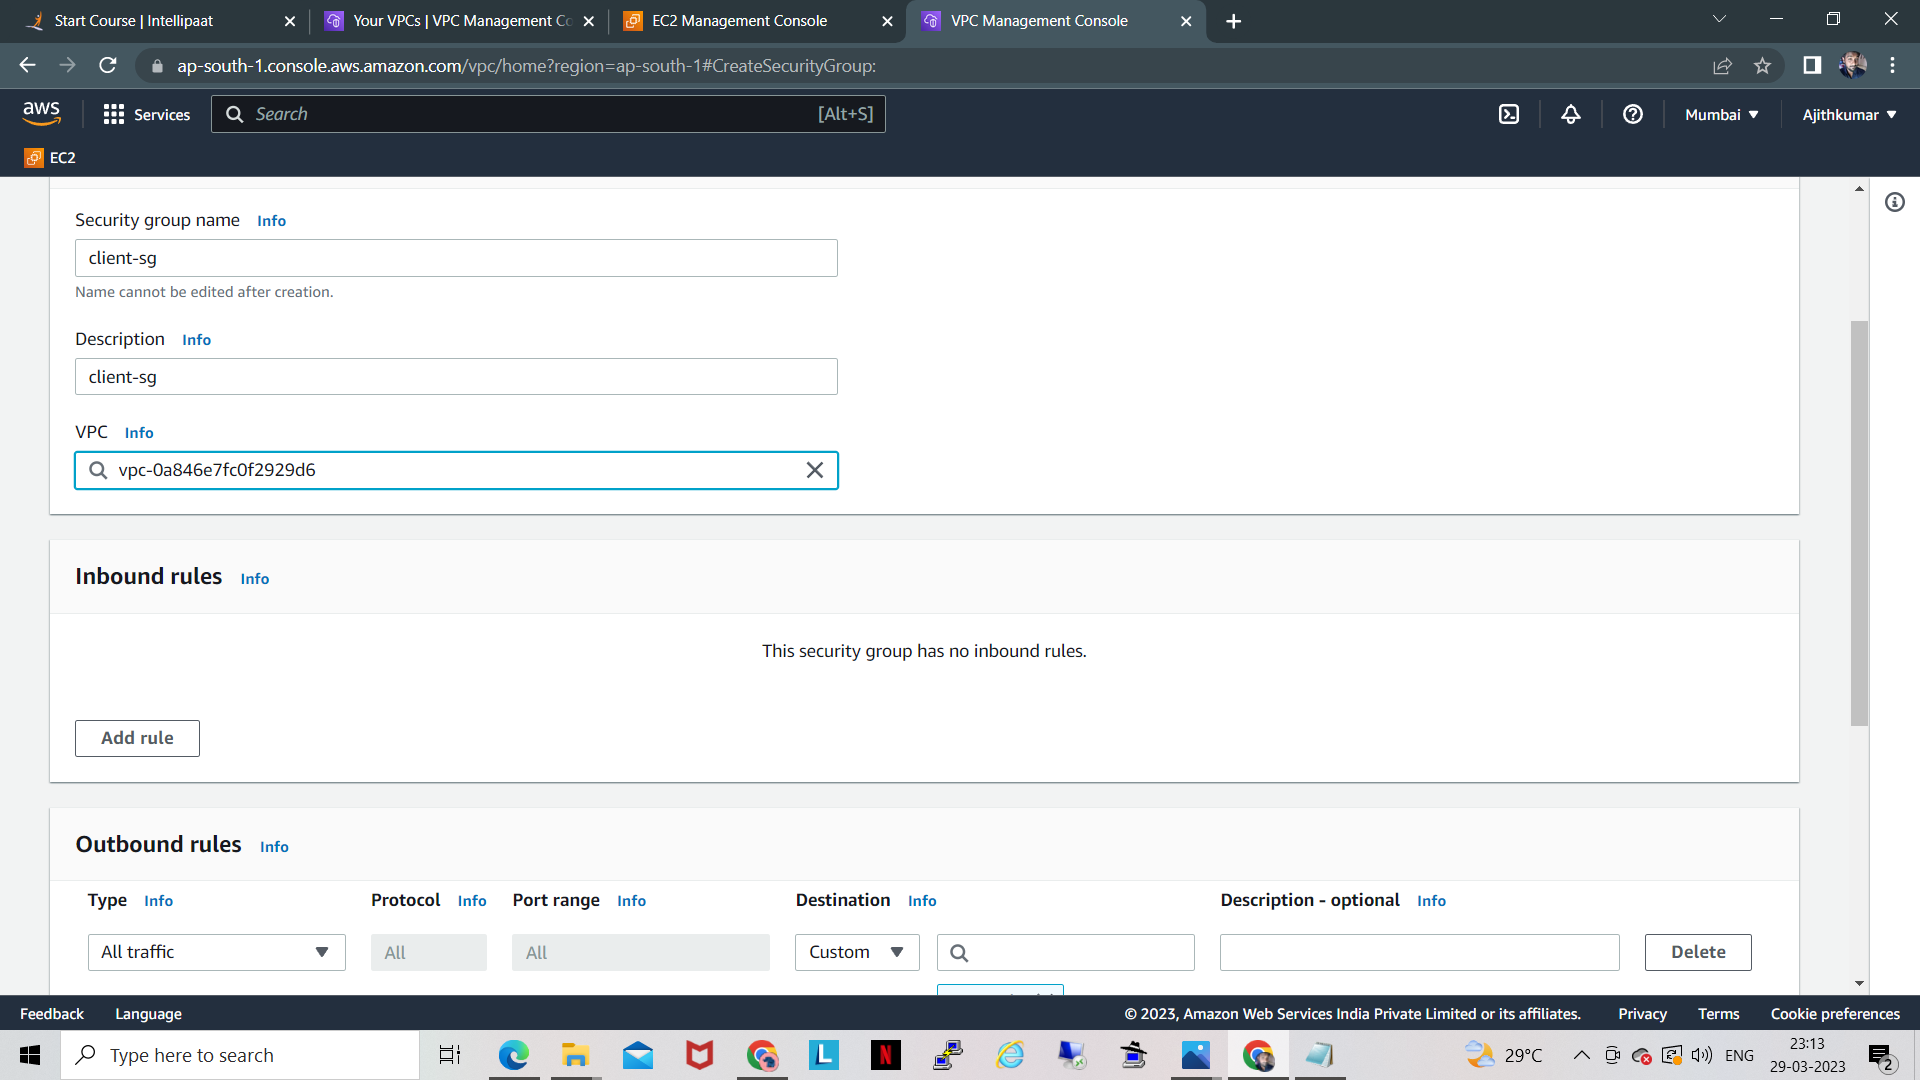 Start Course | Intellipaat
Your VPCs | VPC Management Co
EC2 Management Console
VPC Management Console
ap-south-1.console.aws.amazon.com/vpc/home?region=ap-south-1#CreateSecurityGroup:
aws
Services
Search
[Alt+S]
Mumbai
Ajithkumar
EC2
Security group name Info
client-sg
Name cannot be edited after creation.
Description Info
client-sg
VPC Info
vpc-0a846e7fc0f2929d6
Inbound rules Info
This security group has no inbound rules.
Add rule
Outbound rules Info
Type Info
Protocol Info
Port range Info
Destination Info
Description - optional Info
All traffic
All
All
Custom
Delete
Feedback
Language
© 2023, Amazon Web Services India Private Limited or its affiliates.
Privacy
Terms
Cookie preferences
Type here to search
L
N
29°C
ENG
23:13
29-03-2023
2